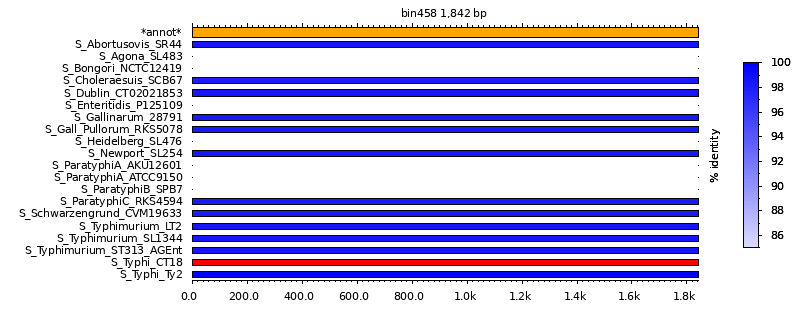 bin458 1,842 bp
*annot*
S_Abortusovis_SR44
S_Agona_SL483
S_Bongori_NCTC12419
S_Choleraesuis_SCB67
S_Dublin_CT02021853
S_Enteritidis_P125109
S_Gallinarum_28791
S_Gall_Pullorum_RKS5078
S_Heidelberg_SL476
S_Newport_SL254
S_ParatyphiA_AKU12601
S_ParatyphiA_ATCC9150
S_ParatyphiB_SPB7
S_ParatyphiC_RKS4594
S_Schwarzengrund_CVM19633
S_Typhimurium_LT2
S_Typhimurium_SL1344
S_Typhimurium_ST313_AGEnt
S_Typhi_CT18
S_Typhi_Ty2
0.0 200.0 400.0 600.0 800.0 1.0k 1.2k 1.4k 1.6k 1.8k
% identity
100
98
96
94
92
90
88
86